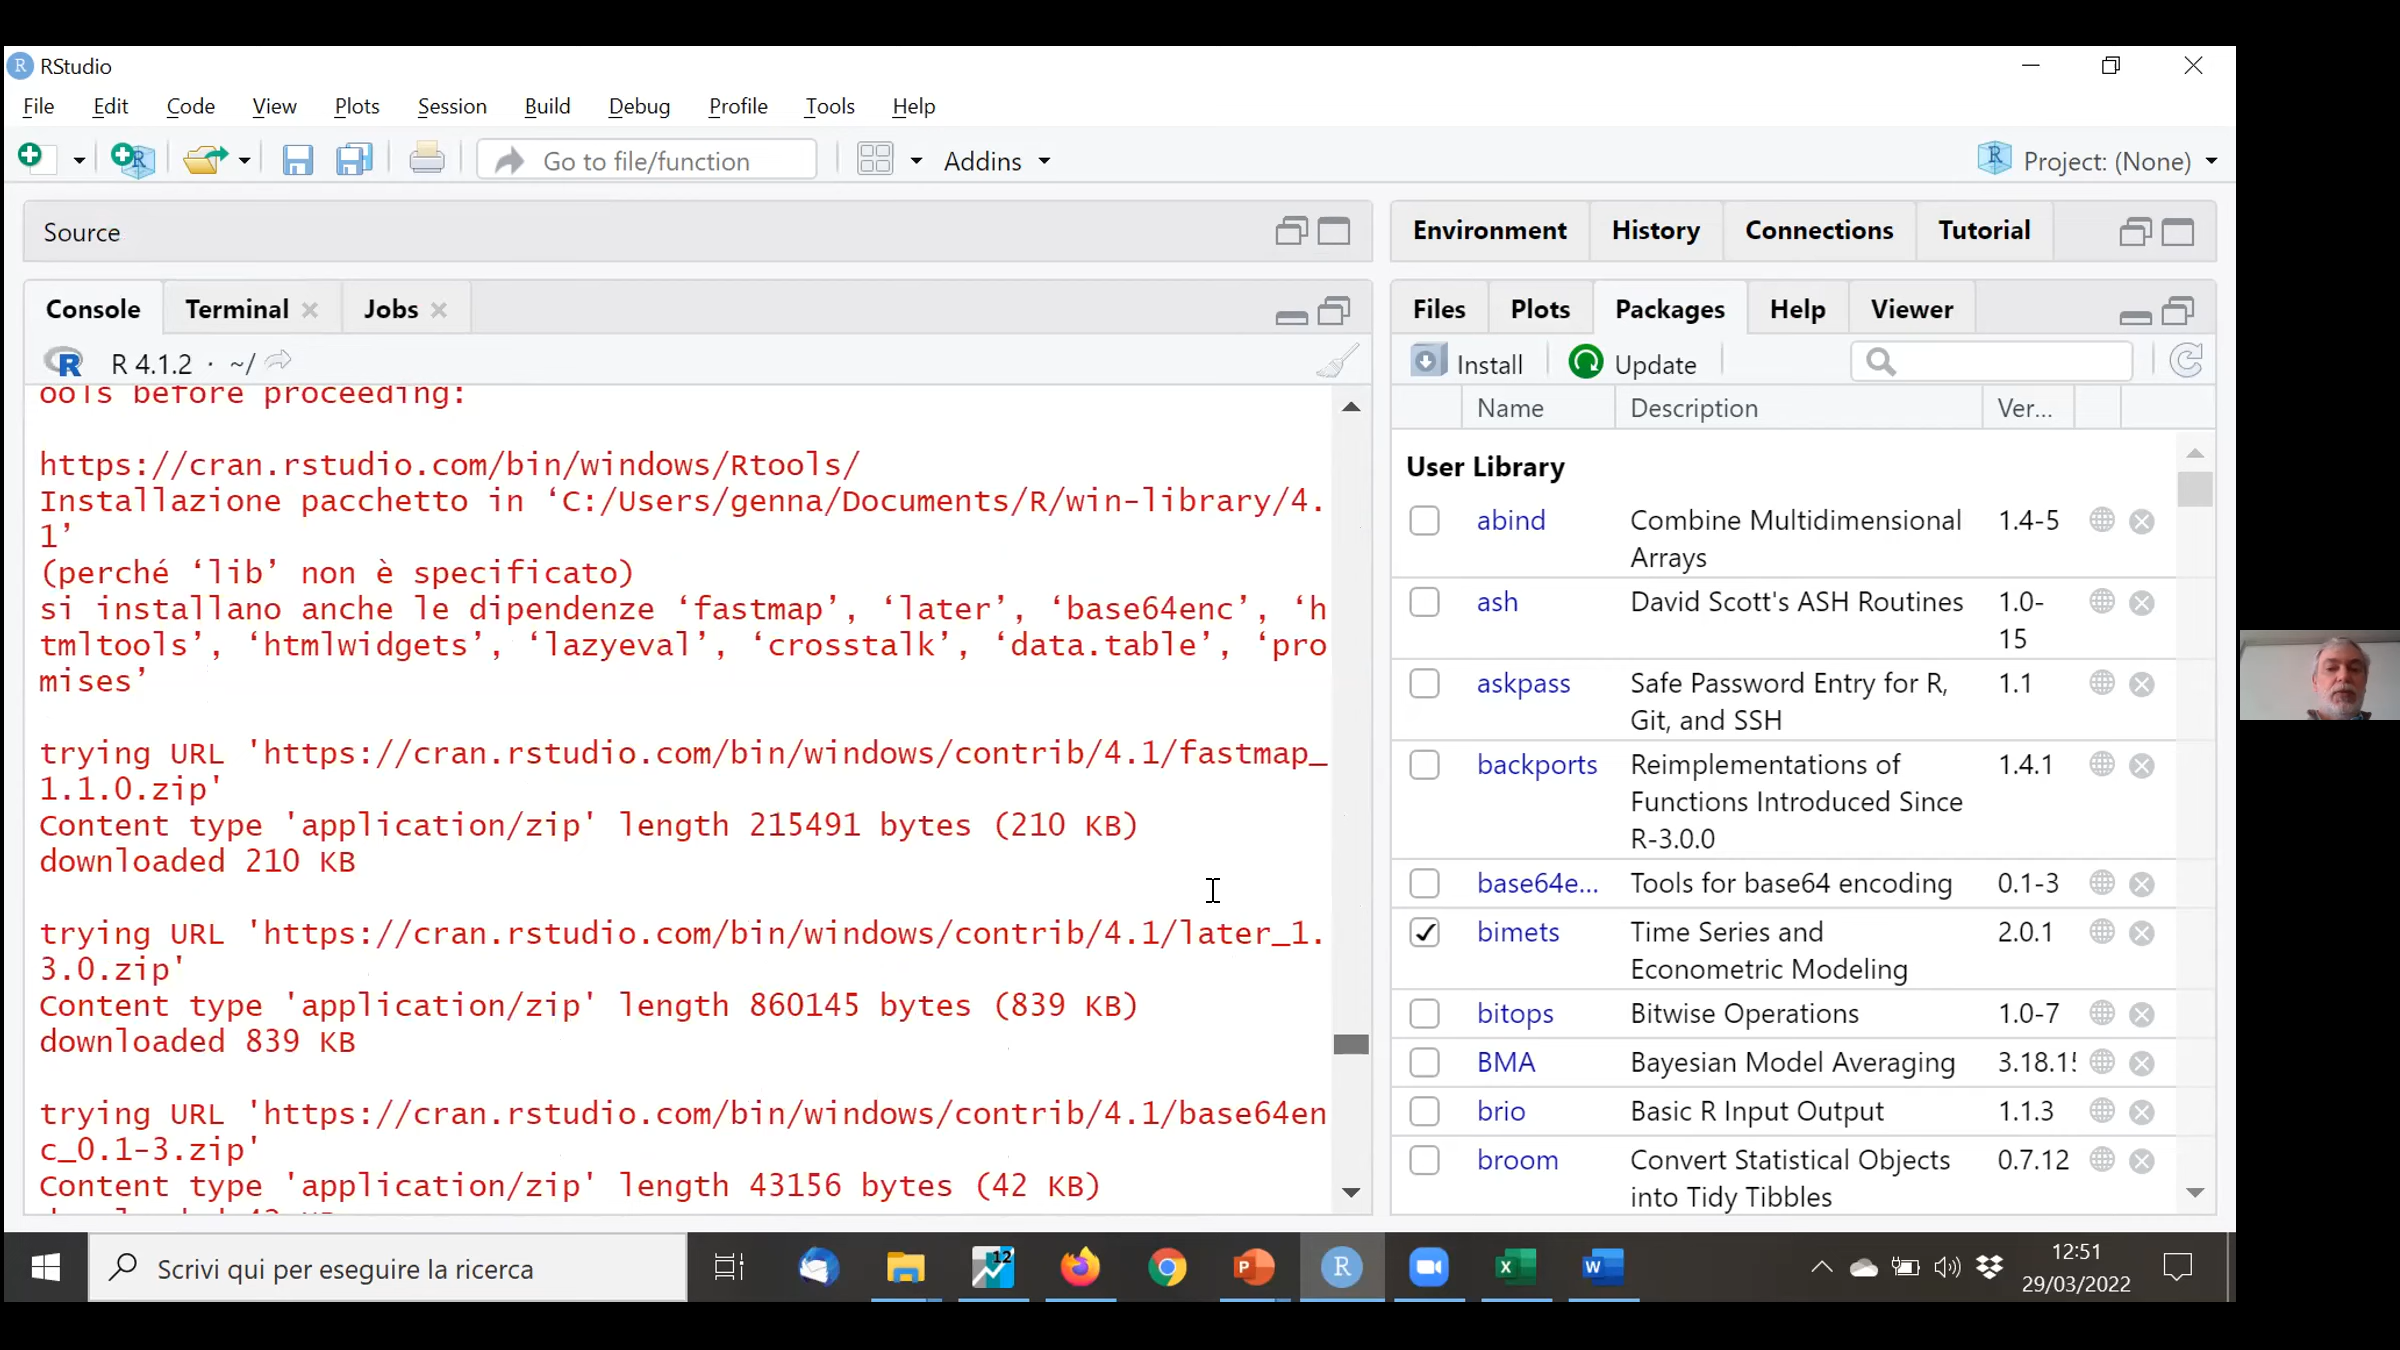 RStudio
File Edit Code View Plots Session Build Debug Profile Tools Help
Go to file/function Addins Project: (None)
Source
Console Terminal Jobs
R 4.1.2 · ~/
ools before proceeding:
https://cran.rstudio.com/bin/windows/Rtools/
Installazione pacchetto in ‘C:/Users/genna/Documents/R/win-library/4.
1’
(perché ‘lib’ non è specificato)
si installano anche le dipendenze ‘fastmap’, ‘later’, ‘base64enc’, ‘h
tmltools’, ‘htmlwidgets’, ‘lazyeval’, ‘crosstalk’, ‘data.table’, ‘pro
mises’
trying URL 'https://cran.rstudio.com/bin/windows/contrib/4.1/fastmap_
1.1.0.zip'
Content type 'application/zip' length 215491 bytes (210 KB)
downloaded 210 KB
trying URL 'https://cran.rstudio.com/bin/windows/contrib/4.1/later_1.
3.0.zip'
Content type 'application/zip' length 860145 bytes (839 KB)
downloaded 839 KB
trying URL 'https://cran.rstudio.com/bin/windows/contrib/4.1/base64en
c_0.1-3.zip'
Content type 'application/zip' length 43156 bytes (42 KB)
Environment History Connections Tutorial
Files Plots Packages Help Viewer
Install Update
Name Description Ver...
User Library
abind Combine Multidimensional 1.4-5
Arrays
ash David Scott's ASH Routines 1.0-
15
askpass Safe Password Entry for R, 1.1
Git, and SSH
backports Reimplementations of 1.4.1
Functions Introduced Since
R-3.0.0
base64e... Tools for base64 encoding 0.1-3
bimets Time Series and 2.0.1
Econometric Modeling
bitops Bitwise Operations 1.0-7
BMA Bayesian Model Averaging
brio Basic R Input Output 1.1.3
broom Convert Statistical Objects 0.7.12
into Tidy Tibbles
Scrivi qui per eseguire la ricerca
12
12:51
29/03/2022